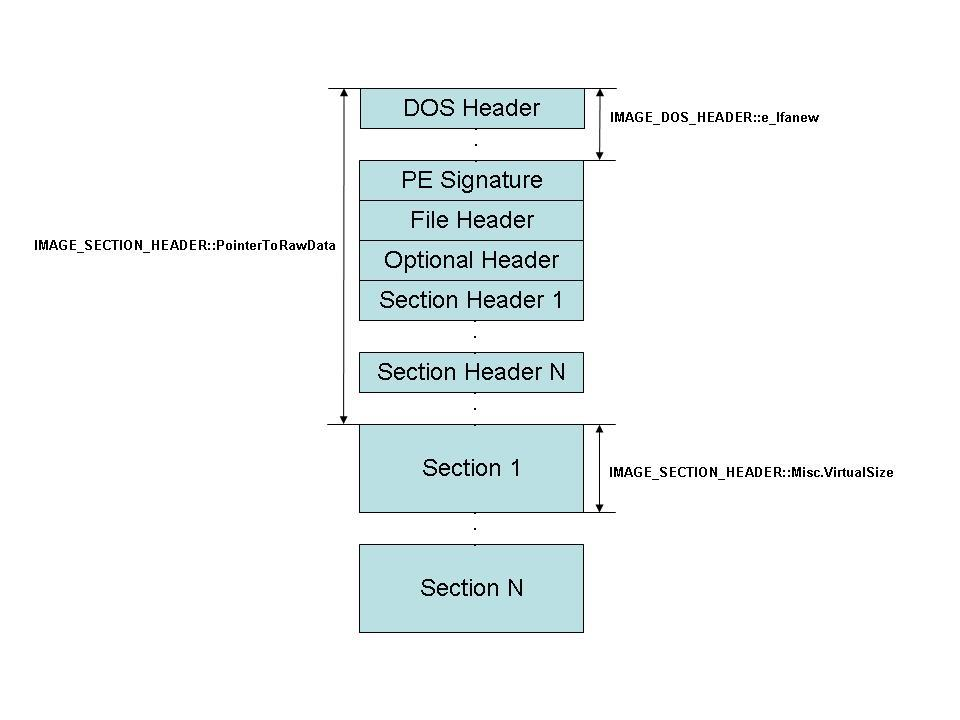 DOS Header
IMAGE_DOS_HEADER::e_lfanew
PE Signature
File Header
IMAGE_SECTION_HEADER::PointerToRawData
Optional Header
Section Header 1
Section Header N
Section 1
IMAGE_SECTION_HEADER::Misc.VirtualSize
Section N